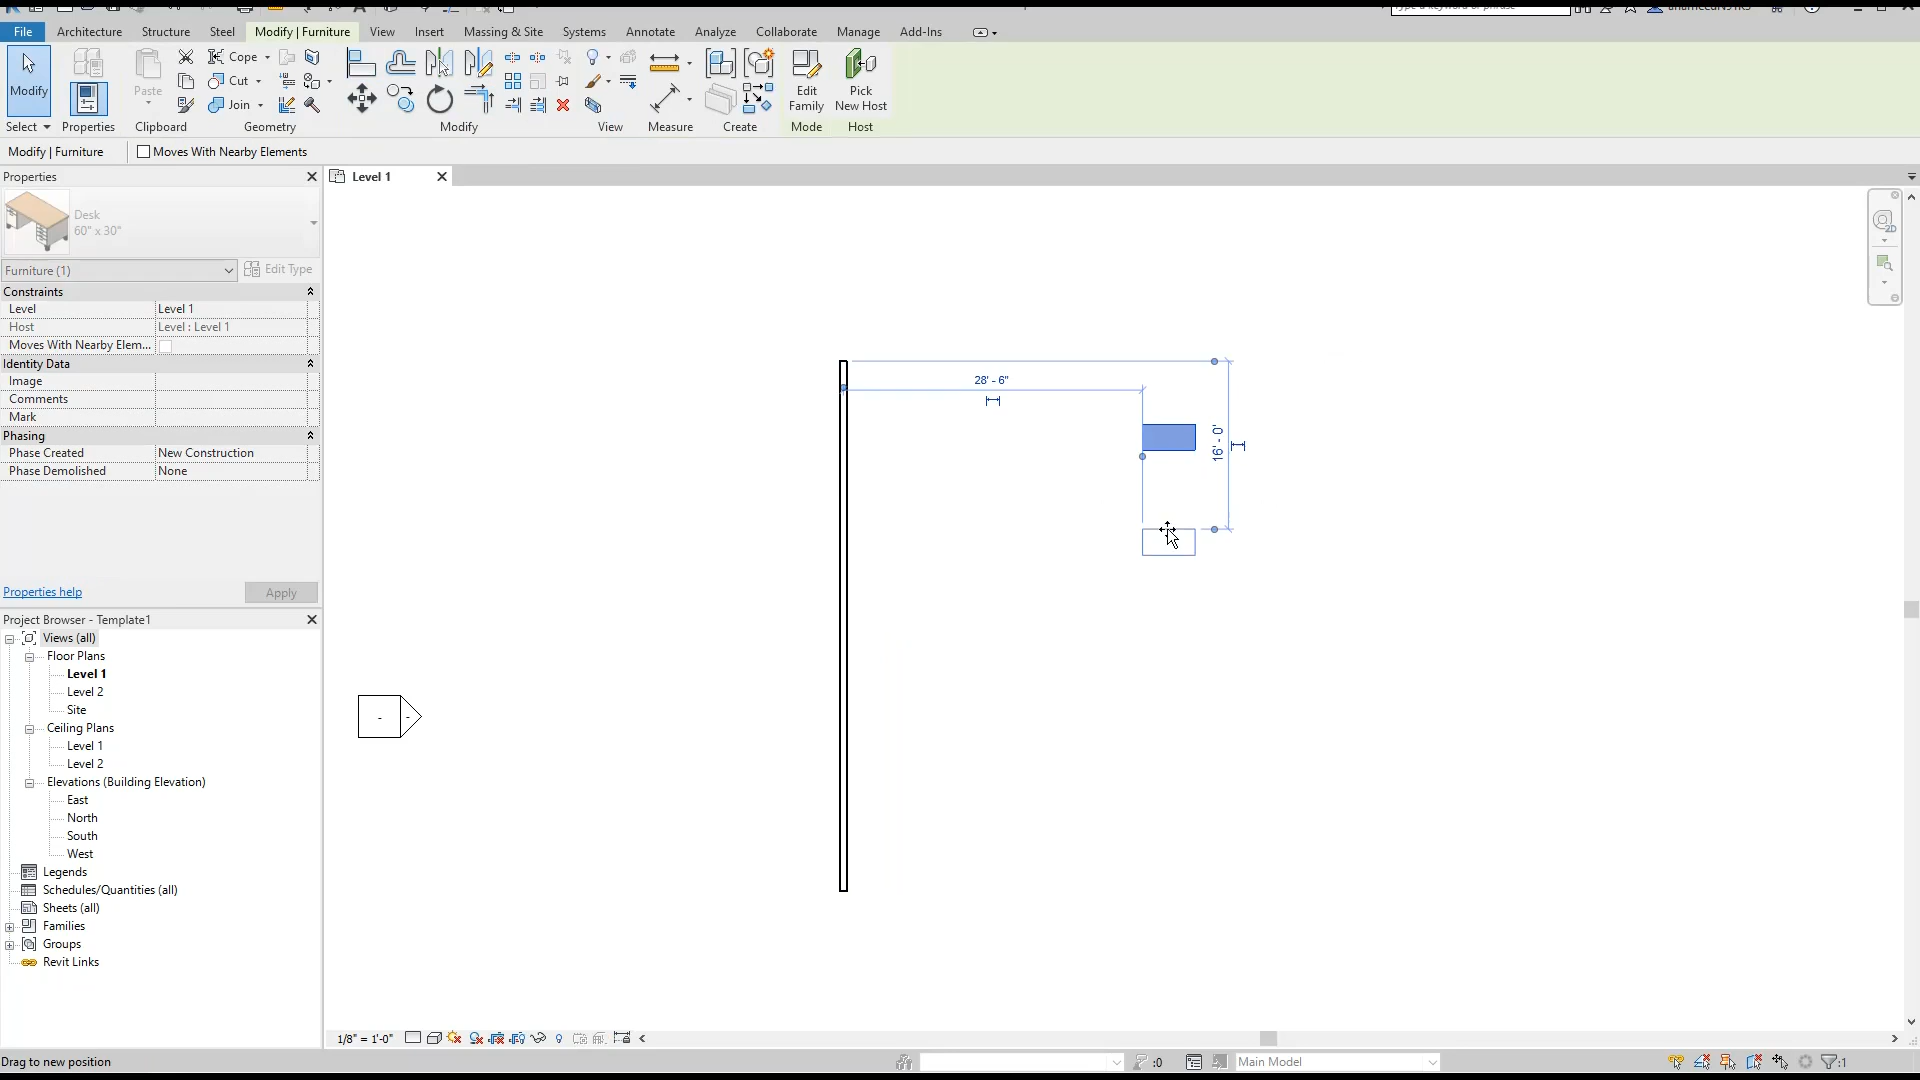 File Architecture Structure Steel Modify | Furniture View Insert Massing & Site Systems Annotate Analyze Collaborate Manage Add-Ins
Modify
Paste
Cope
Cut
Join
Edit Family
Pick New Host
Select Properties Clipboard Geometry Modify View Measure Create Mode Host
Modify | Furniture Moves With Nearby Elements
Properties
Level 1
Desk
60" x 30"
Furniture (1) Edit Type
Constraints
Level Level 1
Host Level : Level 1
Moves With Nearby Elem...
Identity Data
Image
Comments
Mark
Phasing
Phase Created New Construction
Phase Demolished None
Properties help Apply
28' - 6"
16' - 0"
2D
Project Browser - Template1
Views (all)
Floor Plans
Level 1
Level 2
Site
Ceiling Plans
Level 1
Level 2
Elevations (Building Elevation)
East
North
South
West
Legends
Schedules/Quantities (all)
Sheets (all)
Families
Groups
Revit Links
1/8" = 1'-0"
Drag to new position :0 Main Model :1